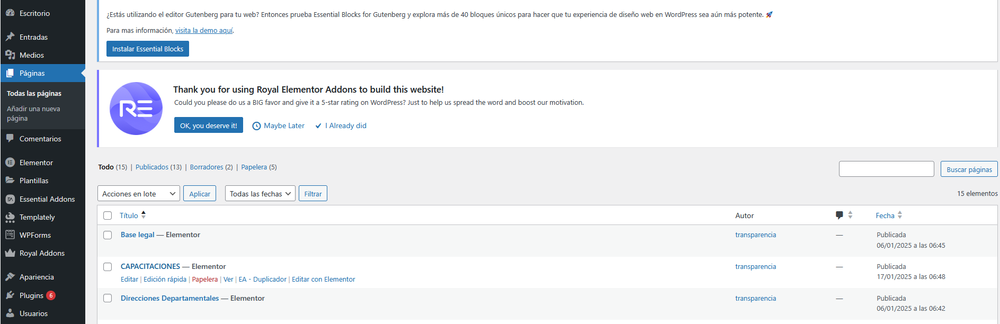 Escritorio
Entradas
Medios
Páginas
Todas las páginas
Añadir una nueva
página
Comentarios
Elementor
Plantillas
Essential Addons
Templately
WPForms
Royal Addons
Apariencia
Plugins 6
Usuarios
¿Estás utilizando el editor Gutenberg para tu web? Entonces prueba Essential Blocks for Gutenberg y explora más de 40 bloques únicos para hacer que tu experiencia de diseño web en WordPress sea aún más potente. 🚀
Para mas información, visita la demo aquí.
Instalar Essential Blocks
RE
Thank you for using Royal Elementor Addons to build this website!
Could you please do us a BIG favor and give it a 5-star rating on WordPress? Just to help us spread the word and boost our motivation.
OK, you deserve it! Maybe Later ✔ I Already did
Todo (15) | Publicados (13) | Borradores (2) | Papelera (5)
Buscar páginas
Acciones en lote Aplicar Todas las fechas Filtrar
15 elementos
Título Autor Fecha
Base legal — Elementor transparencia — Publicada
06/01/2025 a las 06:45
CAPACITACIONES — Elementor transparencia — Publicada
Editar | Edición rápida | Papelera | Ver | EA - Duplicador | Editar con Elementor 17/01/2025 a las 06:48
Direcciones Departamentales — Elementor transparencia — Publicada
06/01/2025 a las 06:42